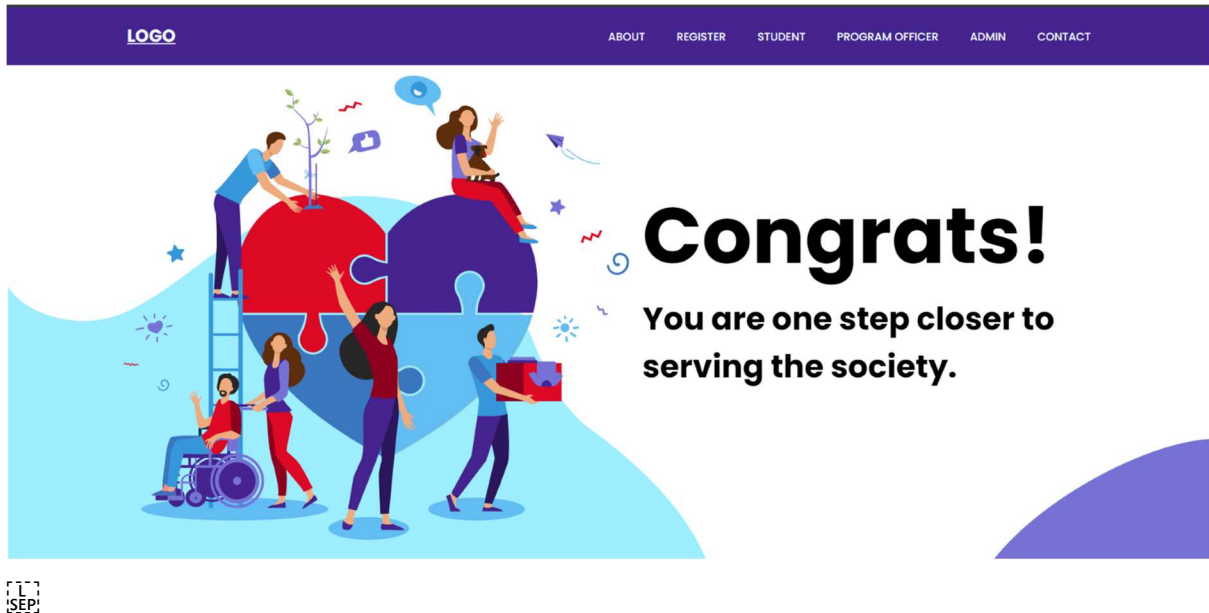 LOGO
ABOUT REGISTER STUDENT PROGRAM OFFICER ADMIN CONTACT
Congrats!
You are one step closer to
serving the society.
L
SEP